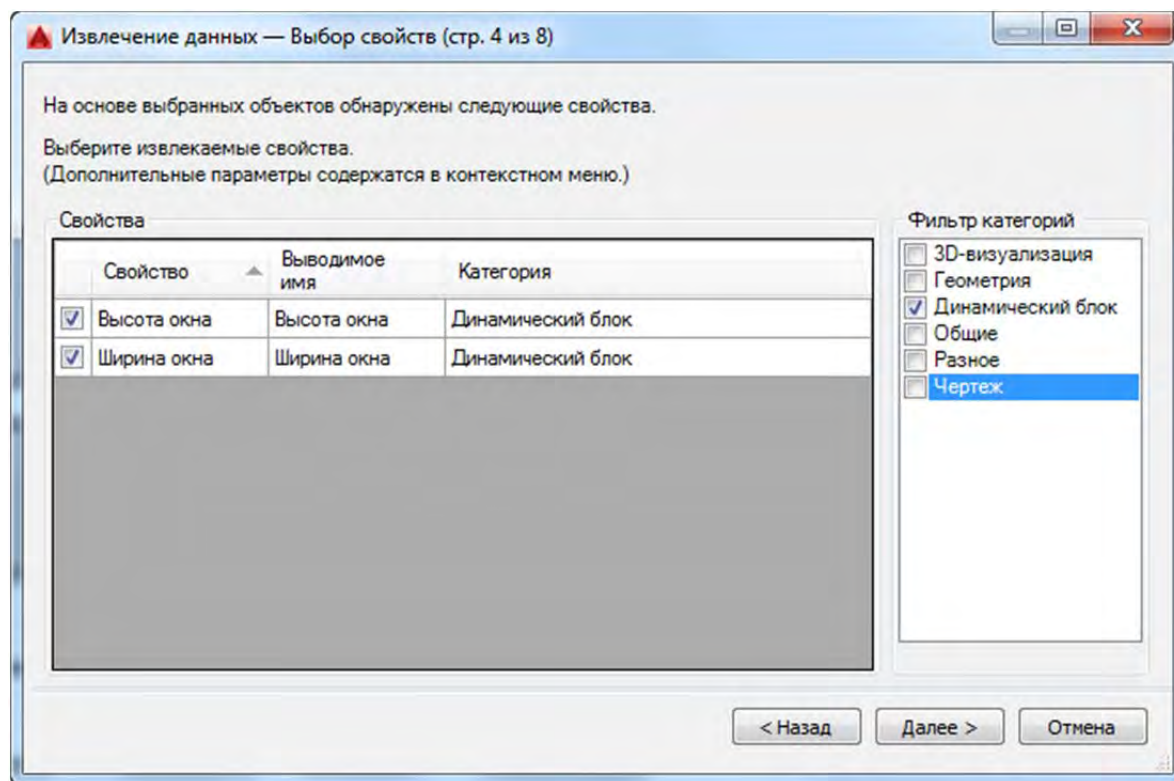 Извлечение данных — Выбор свойств (стр. 4 из 8)
На основе выбранных объектов обнаружены следующие свойства.
Выберите извлекаемые свойства.
(Дополнительные параметры содержатся в контекстном меню.)
Свойства
Свойство Выводимое имя Категория
Высота окна Высота окна Динамический блок
Ширина окна Ширина окна Динамический блок
Фильтр категорий
3D-визуализация
Геометрия
Динамический блок
Общие
Разное
Чертеж
< Назад Далее > Отмена